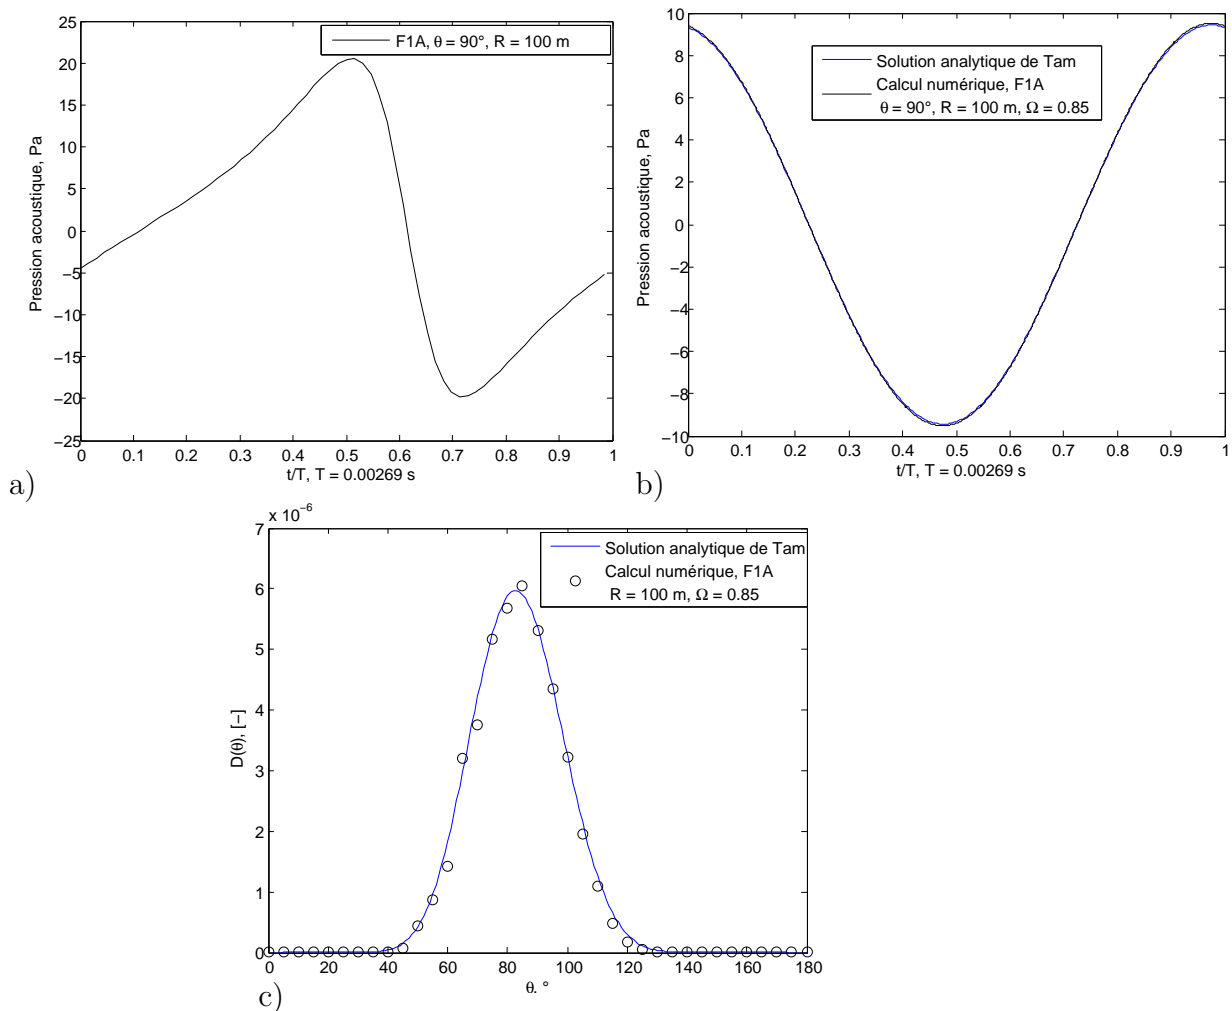 25
20
15
10
5
0
−5
−10
−15
−20
−25
Pression acoustique, Pa
F1A, θ = 90°, R = 100 m
0 0.1 0.2 0.3 0.4 0.5 0.6 0.7 0.8 0.9 1
t/T, T = 0.00269 s
a)
10
8
6
4
2
0
−2
−4
−6
−8
−10
Pression acoustique, Pa
Solution analytique de Tam
Calcul numérique, F1A
θ = 90°, R = 100 m, Ω = 0.85
0 0.1 0.2 0.3 0.4 0.5 0.6 0.7 0.8 0.9 1
t/T, T = 0.00269 s
b)
x 10⁻⁶
7
6
5
4
3
2
1
0
D(θ), [−]
Solution analytique de Tam
Calcul numérique, F1A
R = 100 m, Ω = 0.85
0 20 40 60 80 100 120 140 160 180
θ, °
c)